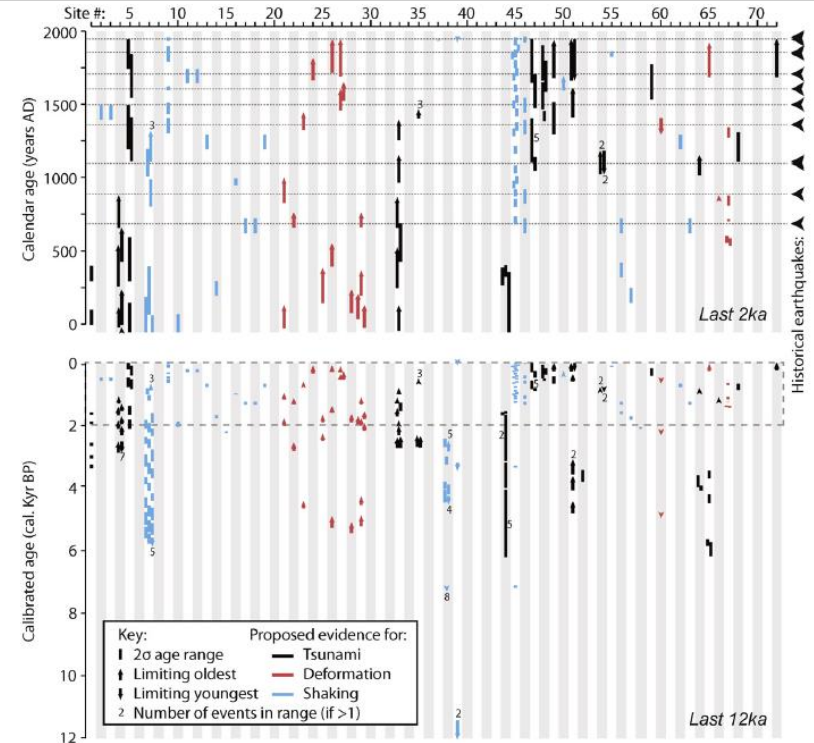 Site #:
5 10 15 20 25 30 35 40 45 50 55 60 65 70
2000
1500
1000
500
0
Calendar age (years AD)
3
3
5
2
2
Last 2ka
Historical earthquakes:
0
2
4
6
8
10
12
Calibrated age (cal. Kyr BP)
3
3
5
2
2
7
5
2
2
4
5
5
8
2
Key:
Proposed evidence for:
2σ age range
Tsunami
Limiting oldest
Deformation
Limiting youngest
Shaking
2 Number of events in range (if >1)
Last 12ka